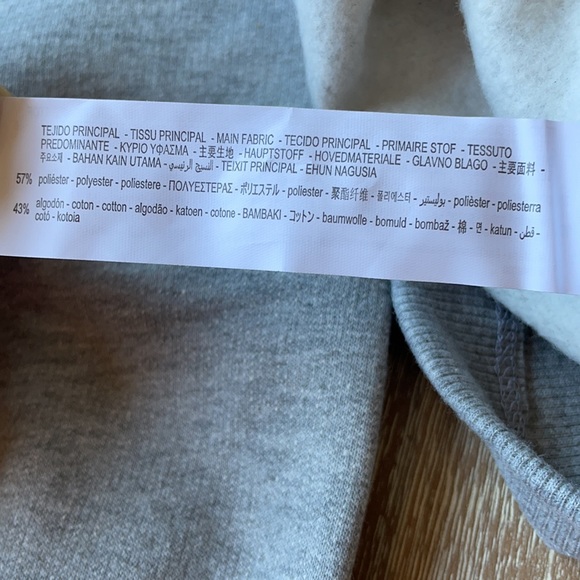 TEJIDO PRINCIPAL - TISSU PRINCIPAL - MAIN FABRIC - TECIDO PRINCIPAL - PRIMAIRE STOF - TESSUTO
PREDOMINANTE - ΚΥΡΙΟ ΥΦΑΣΜΑ - 主要生地 - HAUPTSTOFF - HOVEDMATERIALE - GLAVNO BLAGO - 主要面料 -
주요소재 - BAHAN KAIN UTAMA - النسيج الرئيسي - TEIXIT PRINCIPAL - EHUN NAGUSIA
57% poliéster - polyester - poliestere - ΠΟΛΥΕΣΤΕΡΑΣ - ポリエステル - poliester - 聚酯纤维 - 폴리에스터 - بوليستير - polièster - poliesterra
43% algodón - coton - cotton - algodão - katoen - cotone - ΒΑΜΒΑΚΙ - コットン - baumwolle - bomuld - bombaž - 棉 - 면 - katun - قطن -
cotó - kotoia